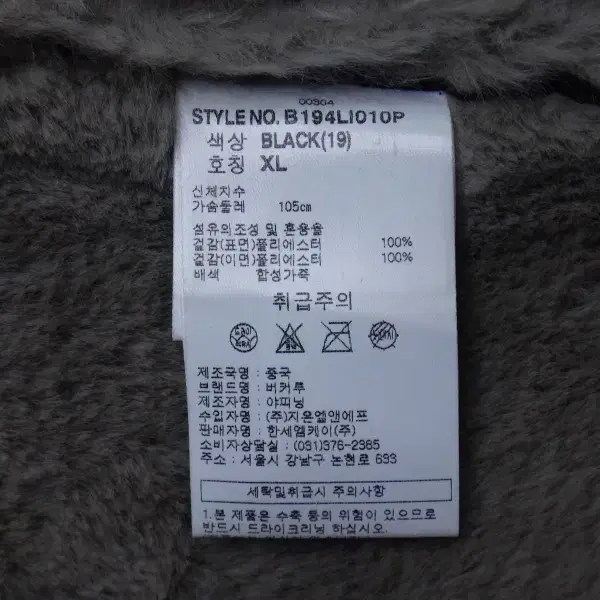 00304
STYLE NO. B194LI010P
색상 BLACK(19)
호칭 XL
신체치수
가슴둘레 105cm
섬유의조성 및 혼용율
겉감(표면)폴리에스터 100%
겉감(이면)폴리에스터 100%
배색 합성가죽
취급주의
제조국명 : 중국
브랜드명 : 버커루
제조자명 : 야피닝
수입자명 : (주)지온엘앤에프
판매자명 : 한세엠케이(주)
소비자상담실 : (031)376-2385
주소 : 서울시 강남구 논현로 633
세탁및취급시 주의사항
1.본 제품은 수축 등의 위험이 있으므로
반드시 드라이크리닝 하십시오.